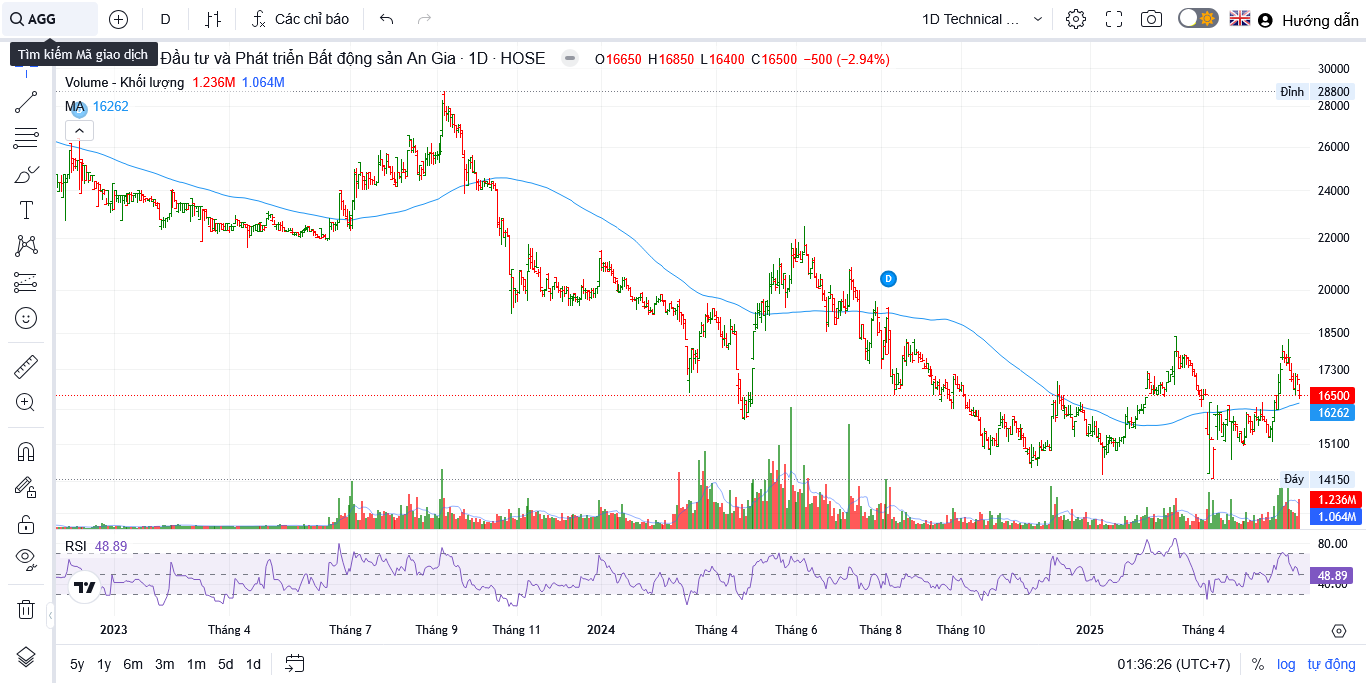 AGG
D
Các chỉ báo
1D Technical ...
Hướng dẫn
Tìm kiếm Mã giao dịch
Đầu tư và Phát triển Bất động sản An Gia · 1D · HOSE
O16650 H16850 L16400 C16500 −500 (−2.94%)
Volume - Khối lượng 1.236M 1.064M
MA 16262
D
D
30000
Đỉnh 28800
28000
26000
24000
22000
20000
18500
17300
16500
16262
15100
Đáy 14150
1.236M
1.064M
RSI 48.89
80.00
48.89
40.00
2023 Tháng 4 Tháng 7 Tháng 9 Tháng 11 2024 Tháng 4 Tháng 6 Tháng 8 Tháng 10 2025 Tháng 4
5y 1y 6m 3m 1m 5d 1d
01:36:26 (UTC+7) % log tự động